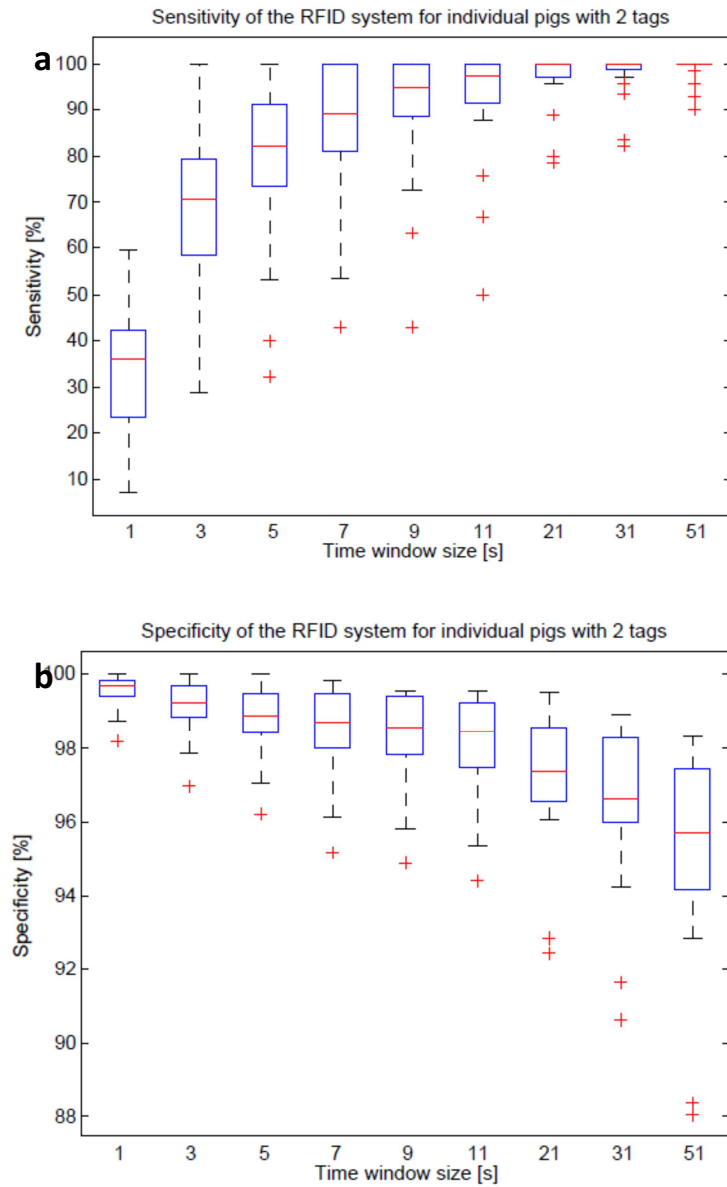 Sensitivity of the RFID system for individual pigs with 2 tags
a
100
90
80
70
60
50
40
30
20
10
Sensitivity [%]
1 3 5 7 9 11 21 31 51
Time window size [s]
Specificity of the RFID system for individual pigs with 2 tags
b
100
98
96
94
92
90
88
Specificity [%]
1 3 5 7 9 11 21 31 51
Time window size [s]